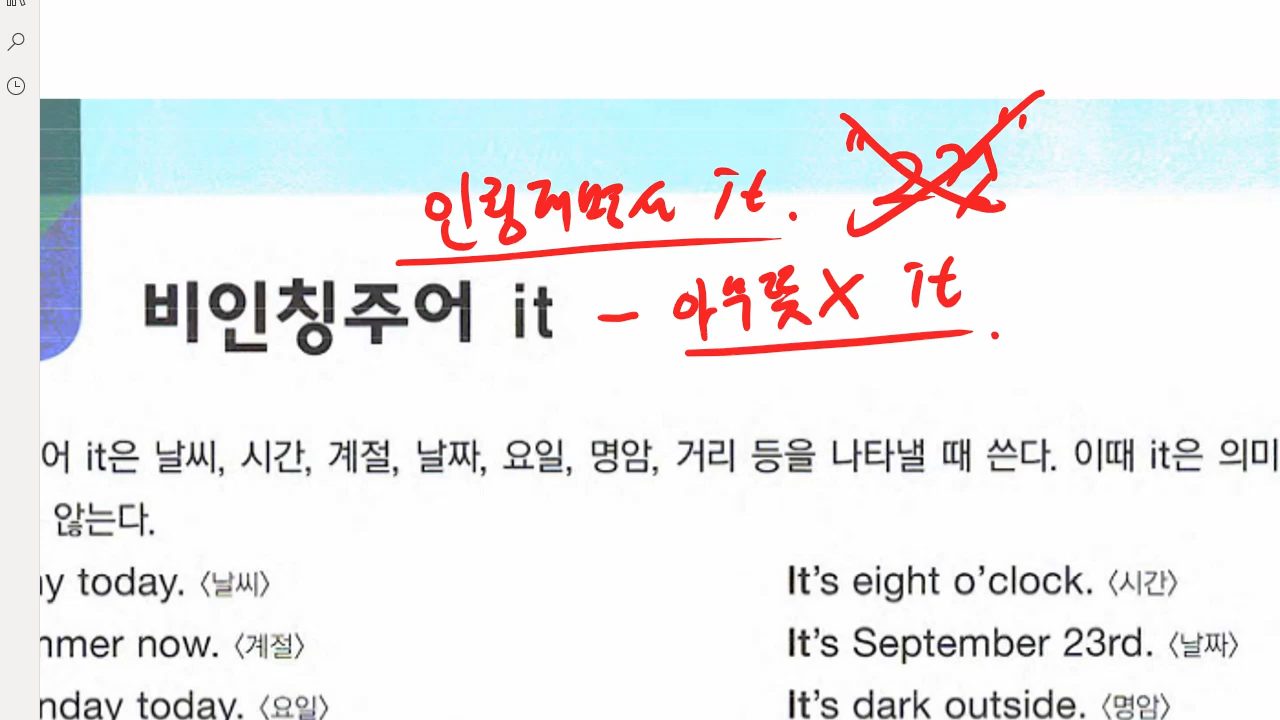 인칭대명사 it.
비인칭주어 it – 아무뜻X it.
어 it은 날씨, 시간, 계절, 날짜, 요일, 명암, 거리 등을 나타낼 때 쓴다. 이때 it은 의미
않는다.
ny today. 〈날씨〉
It's eight o'clock. 〈시간〉
mmer now. 〈계절〉
It's September 23rd. 〈날짜〉
nday today. 〈요일〉
It's dark outside. 〈명암〉